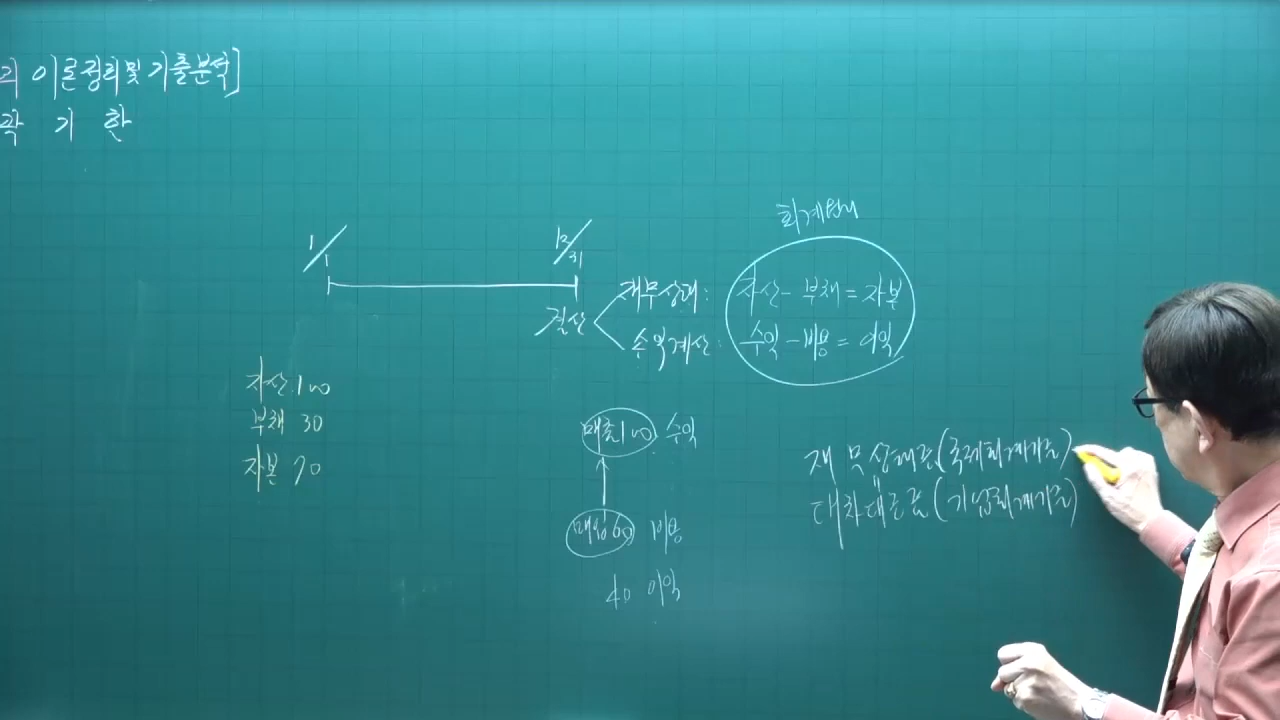 리 이론정리 및 기출분석]
곽 기 환
1/1
12/31
결산
회계범위
재무상태: 자산 - 부채 = 자본
손익계산: 수익 - 비용 = 이익
자산 100
부채 30
자본 70
매출100 수익
매입60 비용
40 이익
재무상태표(국제회계기준)
"
대차대조표(기업회계기준)